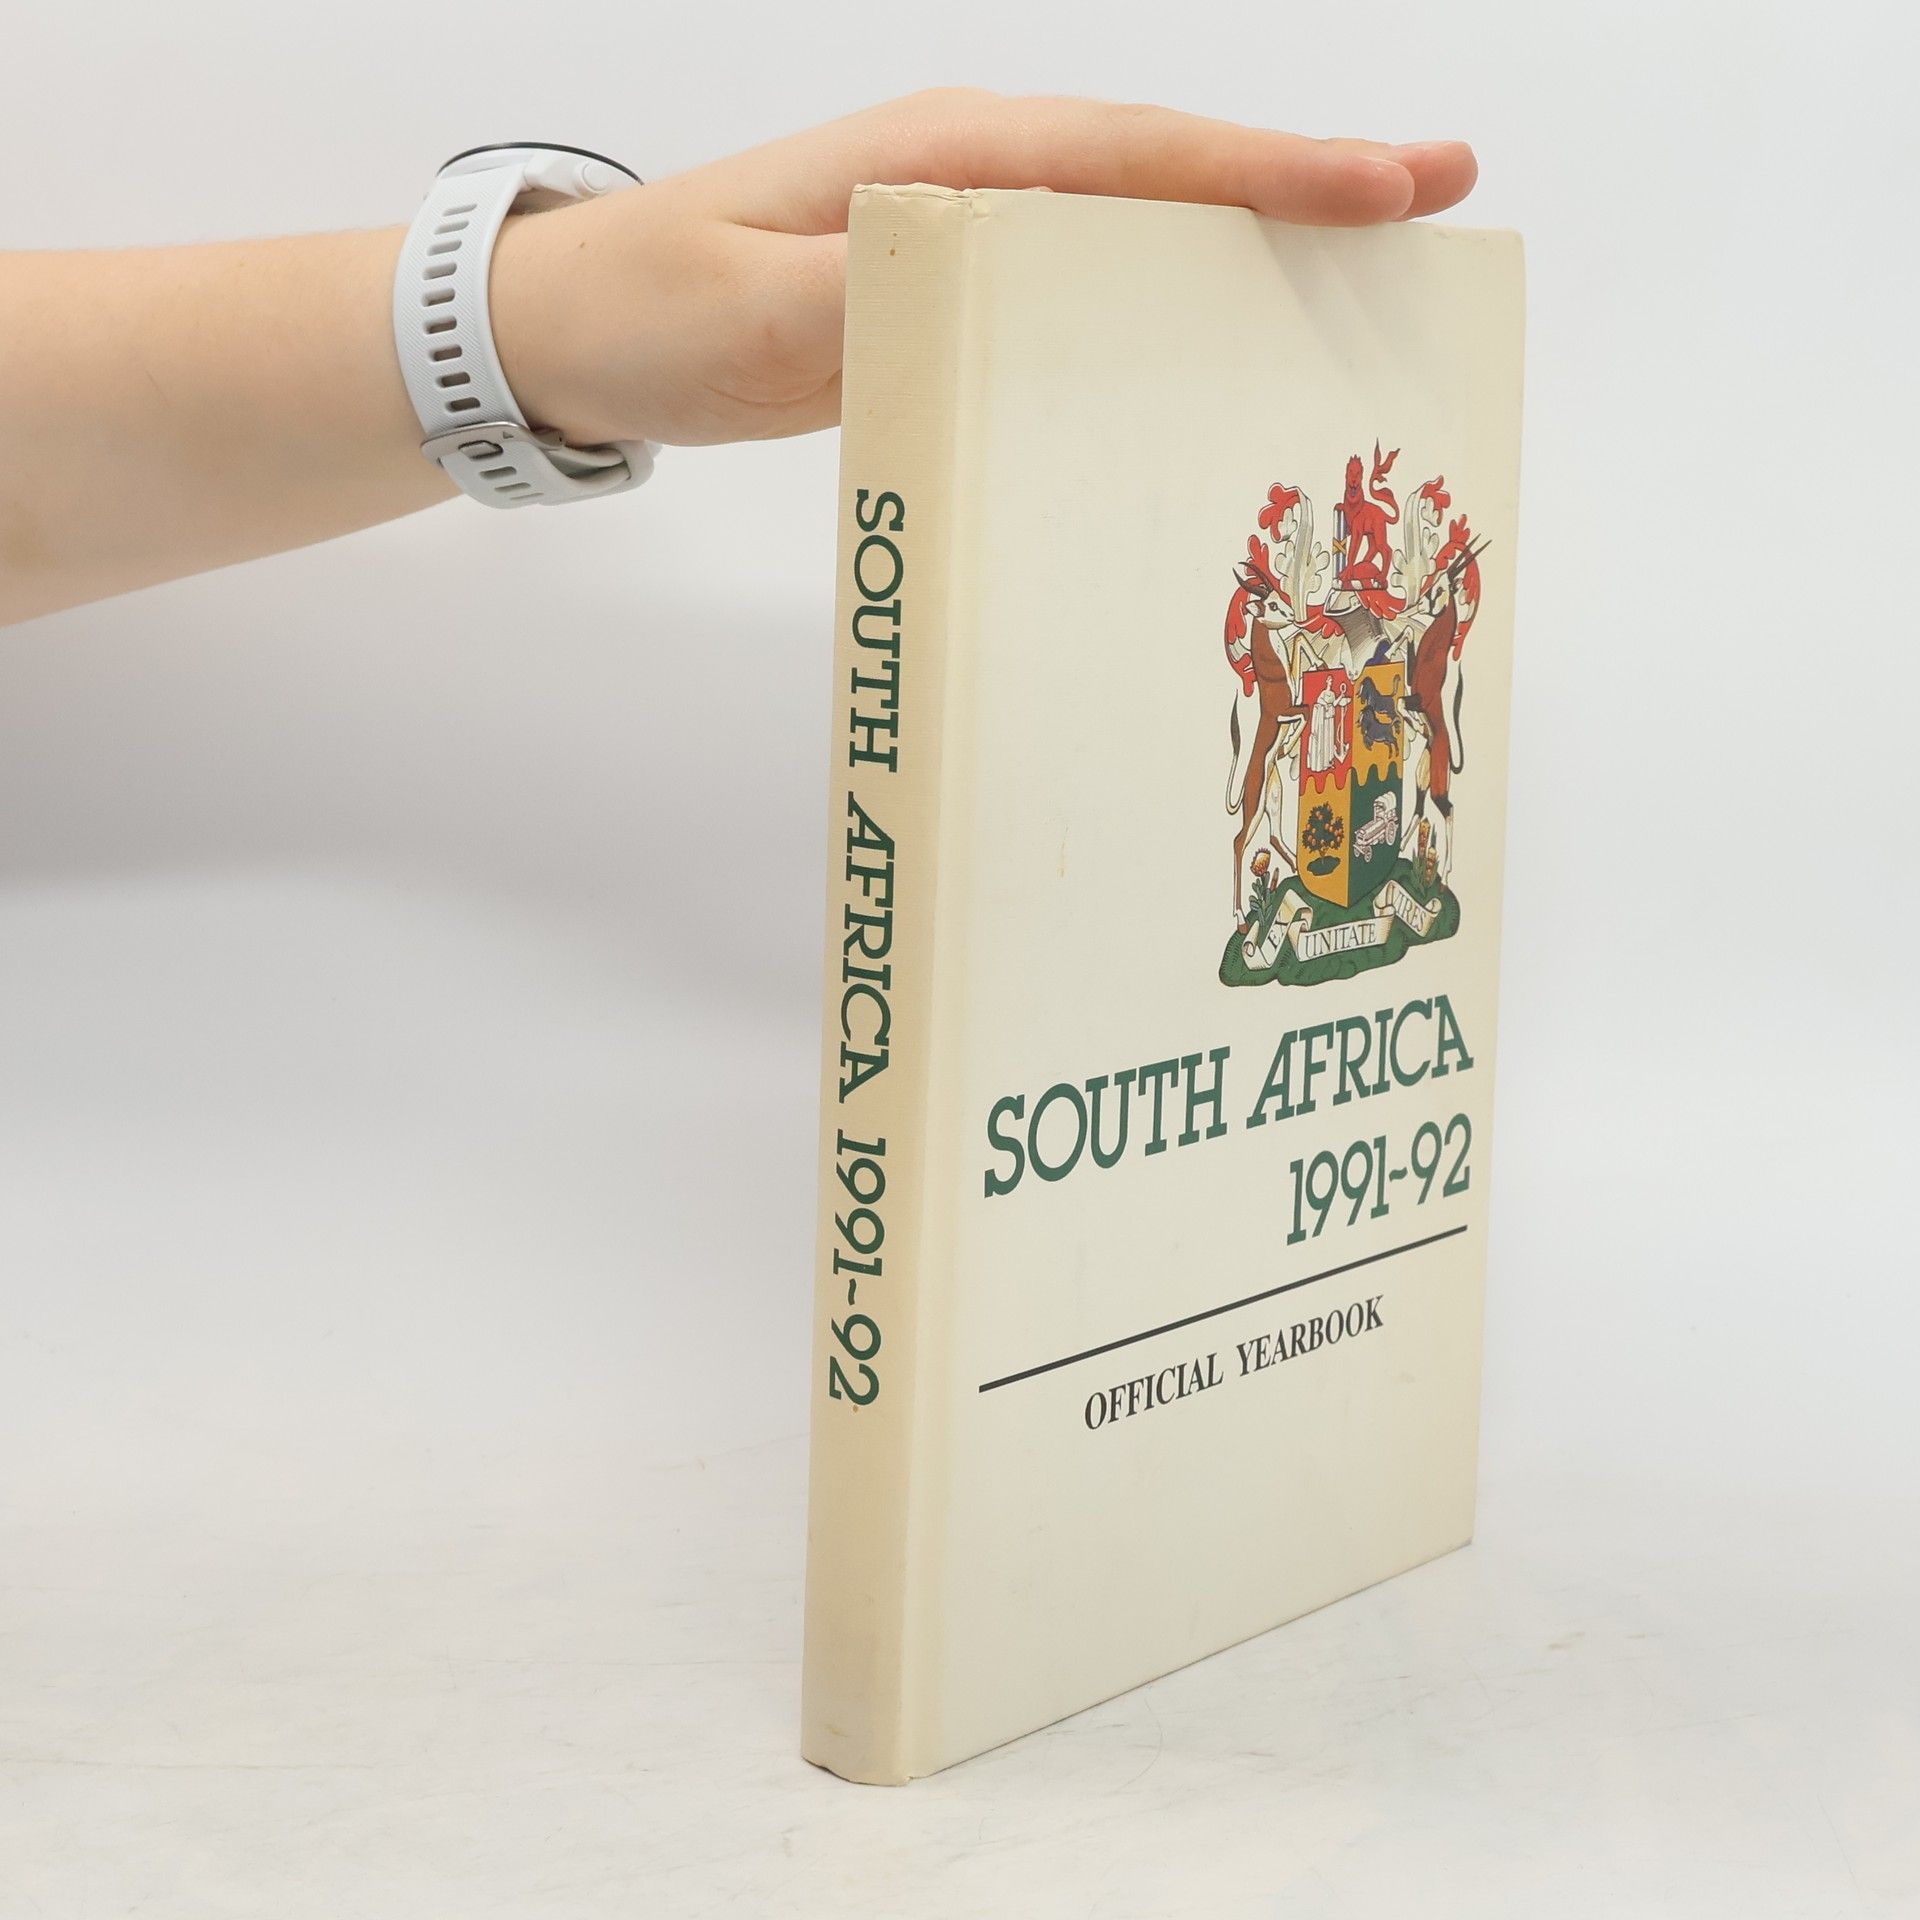 SOUTH AFRICA 1991~92
EX UNITATE VIRES
SOUTH AFRICA
1991~92
OFFICIAL YEARBOOK